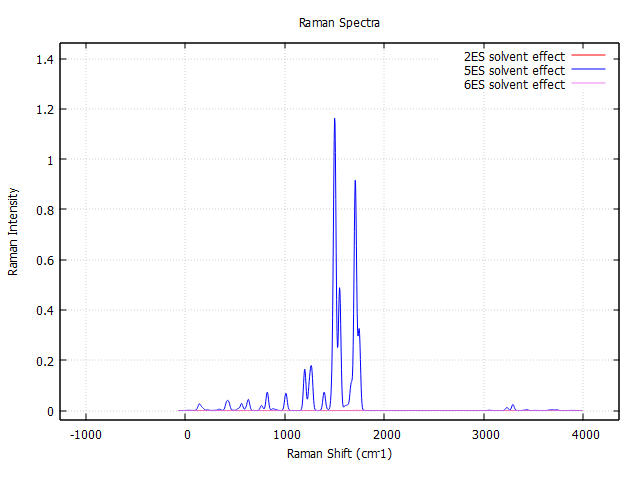 Raman Spectra
2ES solvent effect
5ES solvent effect
6ES solvent effect
1.4
1.2
1
0.8
0.6
0.4
0.2
0
Raman Intensity
-1000
0
1000
2000
3000
4000
Raman Shift (cm-1)